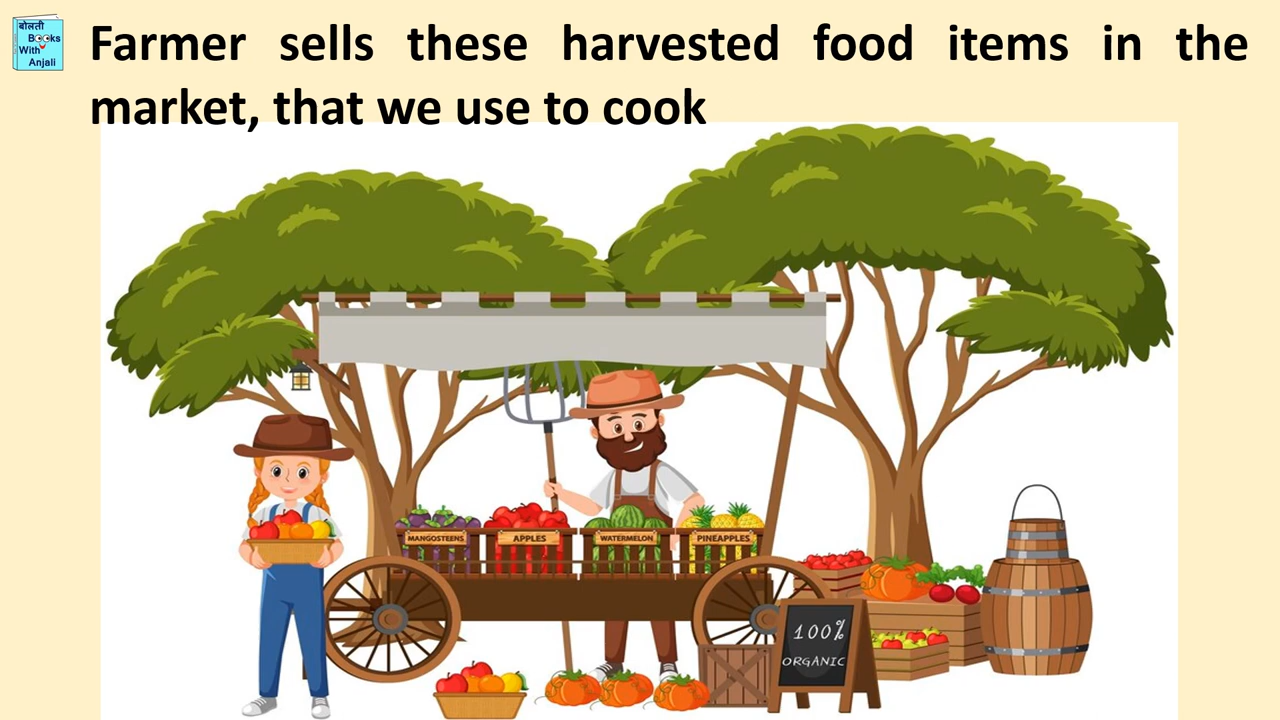 बोलती
Books
With
Anjali
Farmer sells these harvested food items in the
market, that we use to cook
MANGOSTEENS
APPLES
WATERMELON
PINEAPPLES
100%
ORGANIC